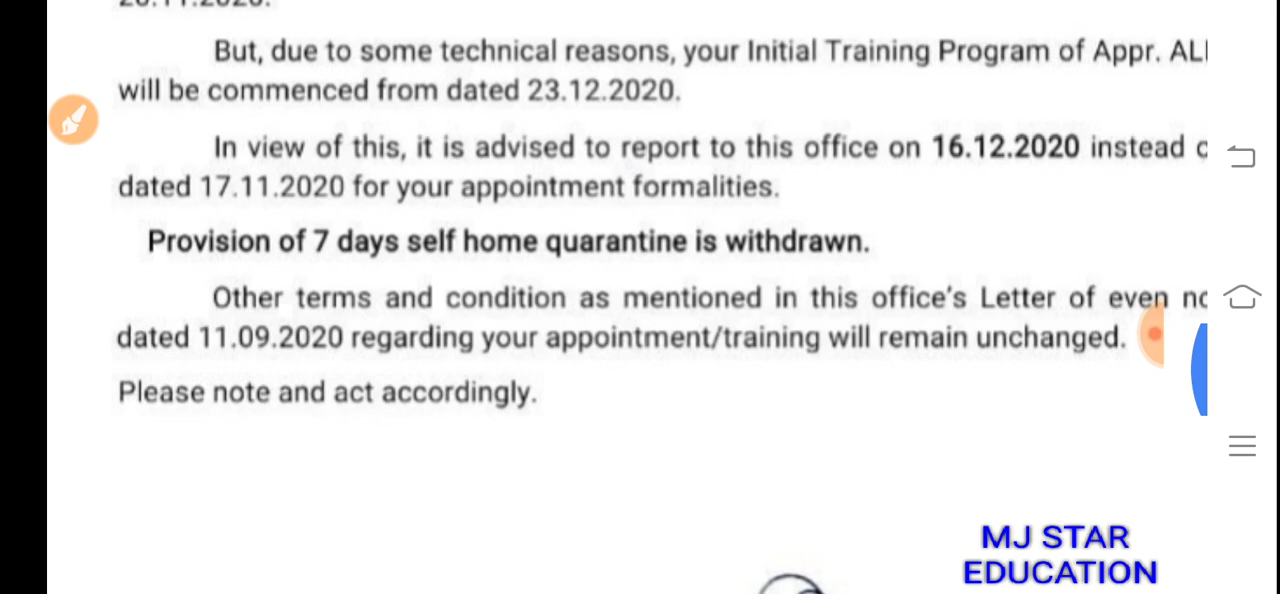 But, due to some technical reasons, your Initial Training Program of Appr.
will be commenced from dated 23.12.2020.
In view of this, it is advised to report to this office on 16.12.2020 instead
dated 17.11.2020 for your appointment formalities.
Provision of 7 days self home quarantine is withdrawn.
Other terms and condition as mentioned in this office's Letter of even
dated 11.09.2020 regarding your appointment/training will remain unchanged.
Please note and act accordingly.
MJ STAR
EDUCATION